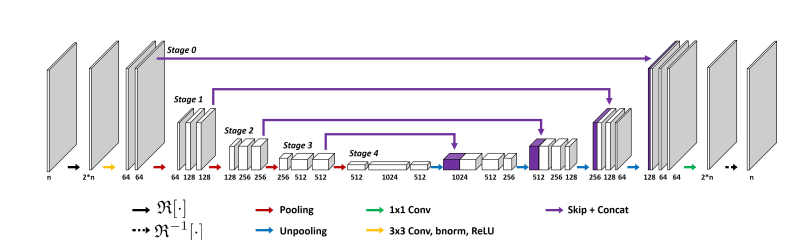 Stage 0
Stage 1
Stage 2
Stage 3
Stage 4
n 2*n 64 64 64 128 128 128 256 256 256 512 512 512 1024 512 1024 512 256 512 256 128 256 128 64 128 64 64 2*n n
ℜ[·] Pooling 1x1 Conv Skip + Concat
ℜ⁻¹[·] Unpooling 3x3 Conv, bnorm, ReLU